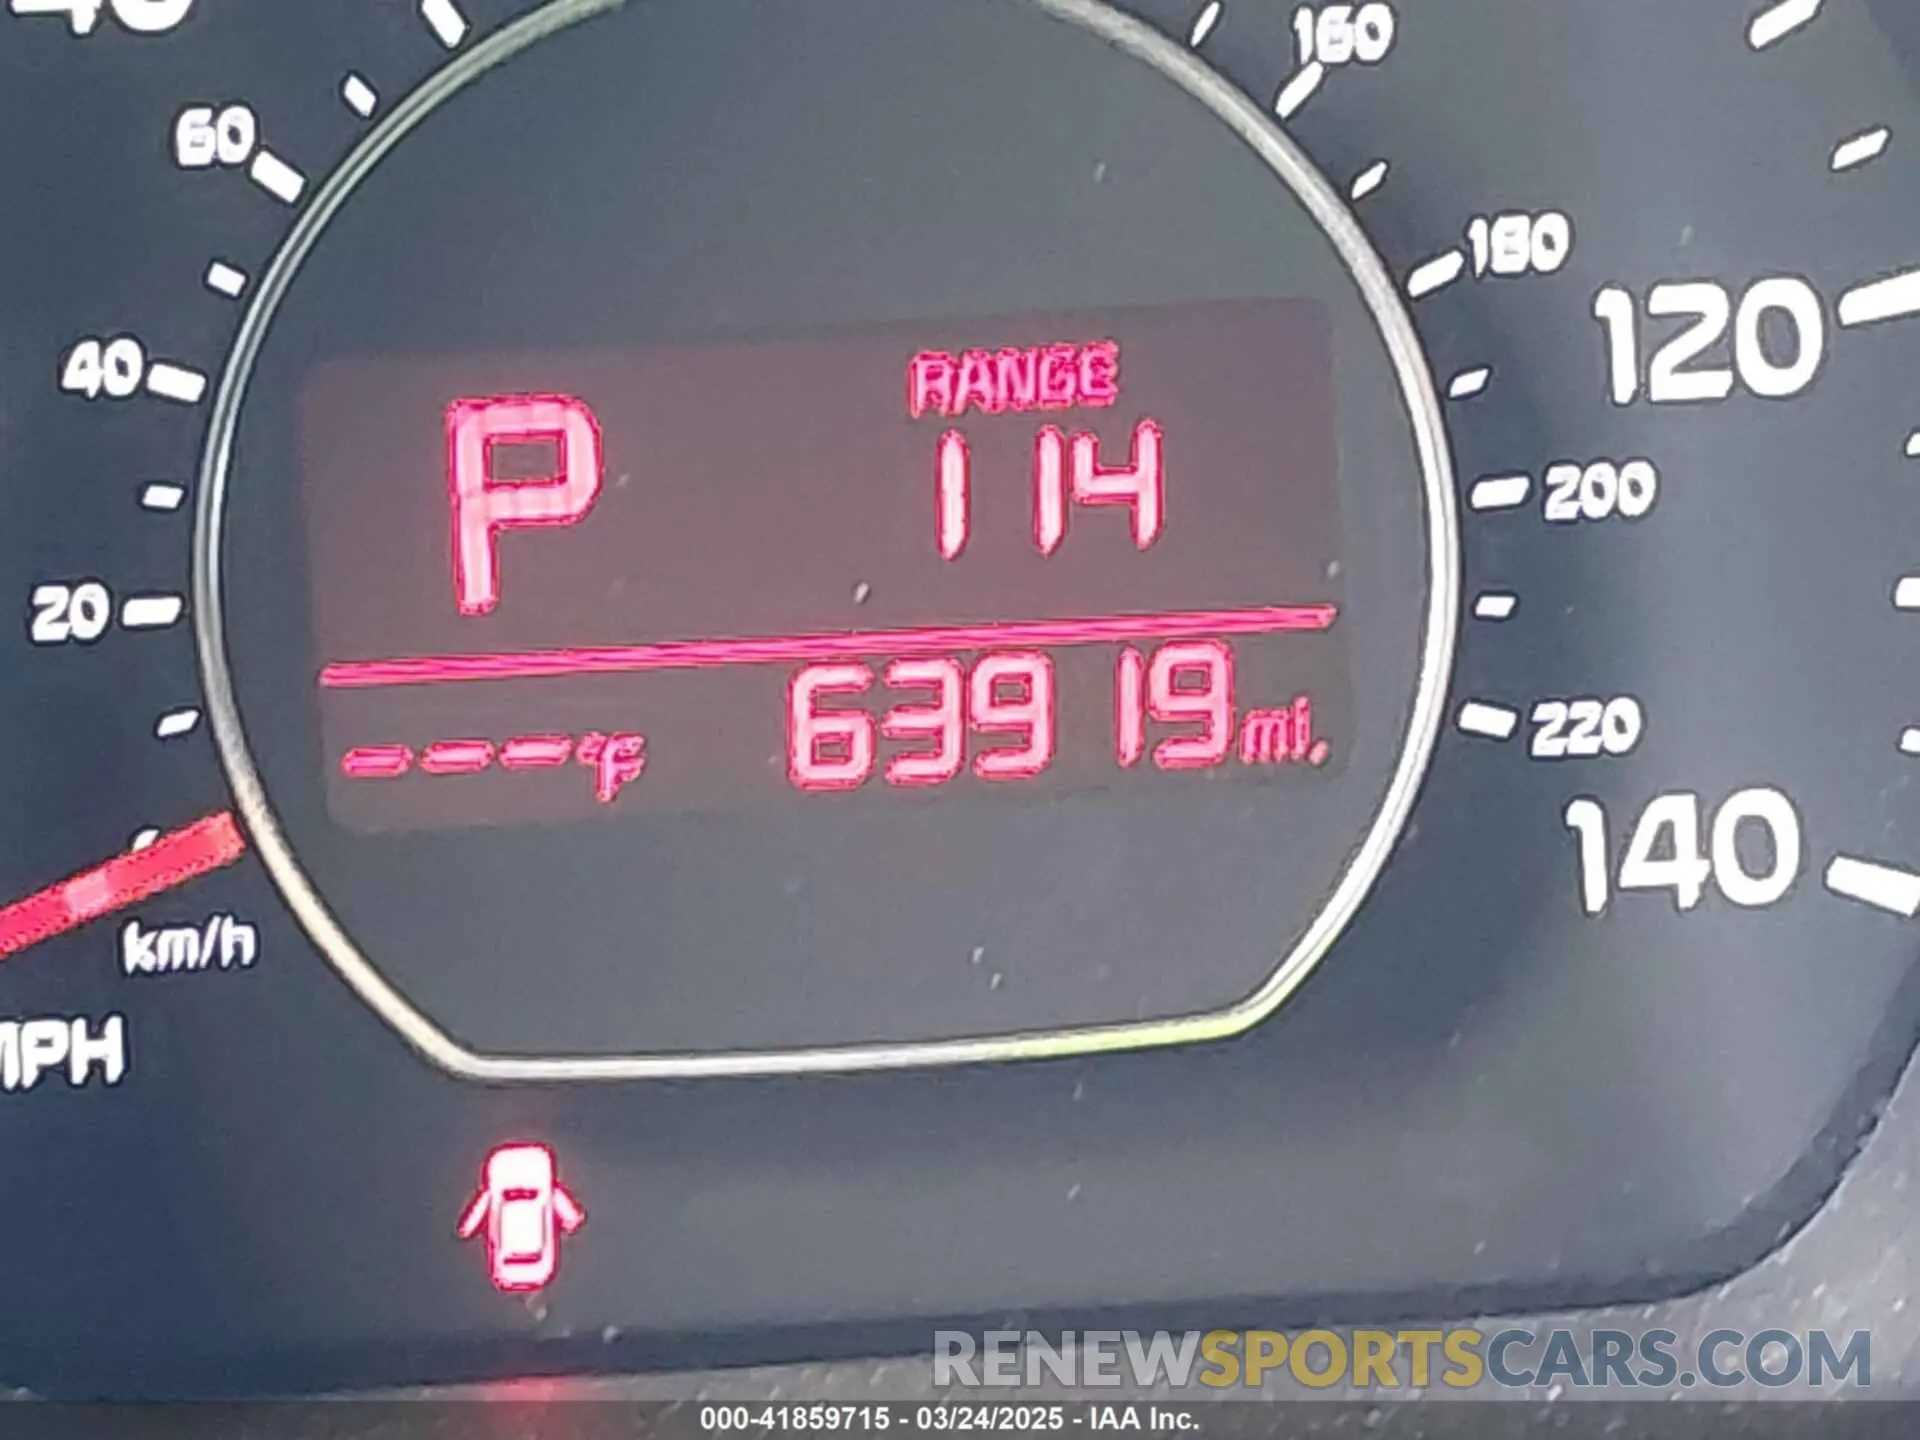 160
60
180
120
RANGE
40
P 114
200
20
63919 mi.
---°F
220
140
km/h
MPH
RENEWSPORTSCARS.COM
000-41859715 - 03/24/2025 - IAA Inc.